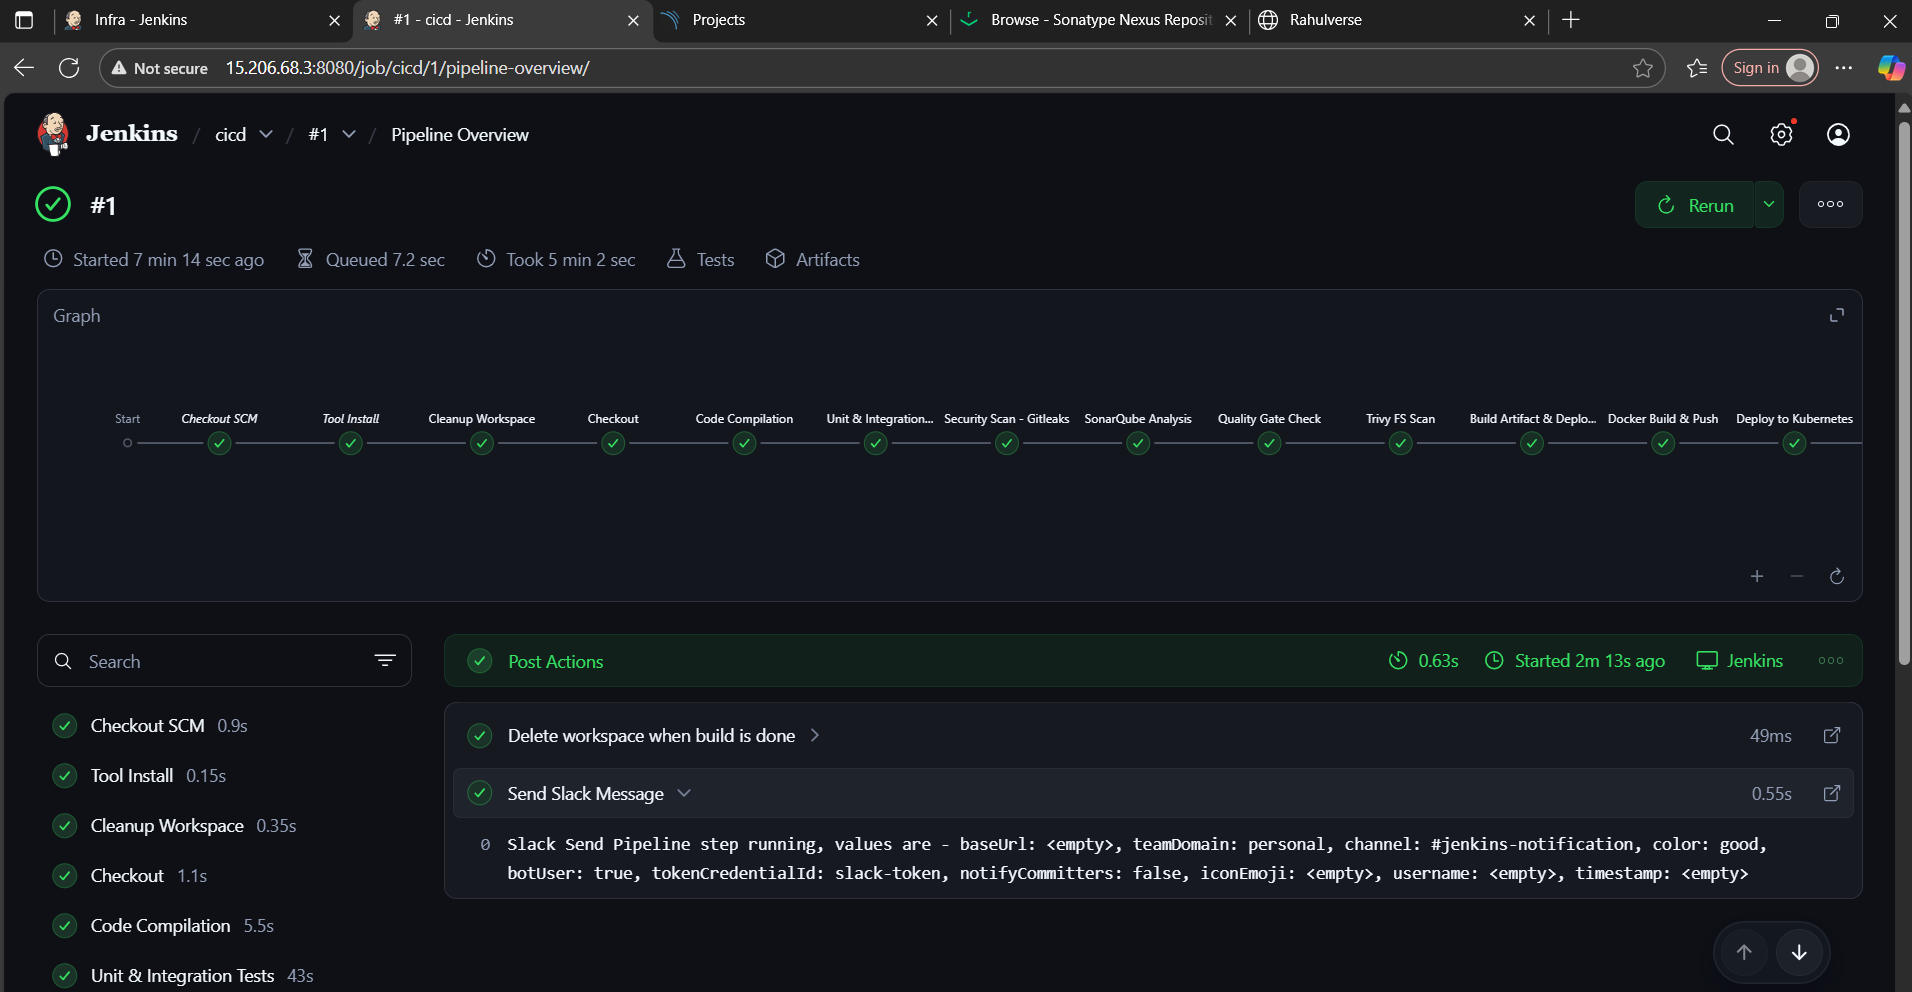 Infra - Jenkins
#1 - cicd - Jenkins
Projects
Browse - Sonatype Nexus Reposit
Rahulverse
Not secure
15.206.68.3:8080/job/cicd/1/pipeline-overview/
Sign in
Jenkins / cicd / #1 / Pipeline Overview
#1
Rerun
Started 7 min 14 sec ago
Queued 7.2 sec
Took 5 min 2 sec
Tests
Artifacts
Graph
Start
Checkout SCM
Tool Install
Cleanup Workspace
Checkout
Code Compilation
Unit & Integration...
Security Scan - Gitleaks
SonarQube Analysis
Quality Gate Check
Trivy FS Scan
Build Artifact & Deplo...
Docker Build & Push
Deploy to Kubernetes
Search
Checkout SCM 0.9s
Tool Install 0.15s
Cleanup Workspace 0.35s
Checkout 1.1s
Code Compilation 5.5s
Unit & Integration Tests 43s
Post Actions
0.63s
Started 2m 13s ago
Jenkins
Delete workspace when build is done
49ms
Send Slack Message
0.55s
0 Slack Send Pipeline step running, values are - baseUrl: <empty>, teamDomain: personal, channel: #jenkins-notification, color: good,
botUser: true, tokenCredentialId: slack-token, notifyCommitters: false, iconEmoji: <empty>, username: <empty>, timestamp: <empty>